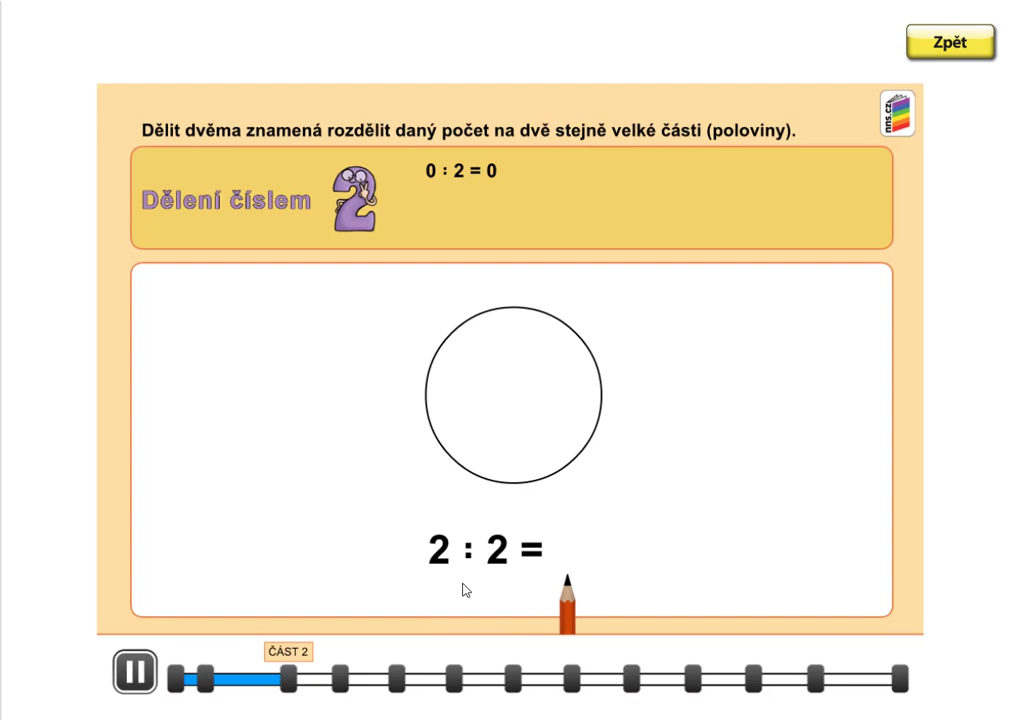 Zpět
nns.cz
Dělit dvěma znamená rozdělit daný počet na dvě stejně velké části (poloviny).
0 : 2 = 0
Dělení číslem 2
2 : 2 =
ČÁST 2